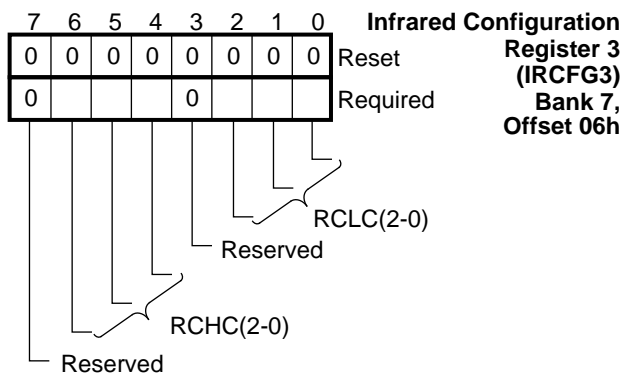 7 6 5 4 3 2 1 0
Infrared Configuration
Register 3
(IRCFG3)
Bank 7,
Offset 06h
0 0 0 0 0 0 0 0 Reset
0 0 Required
RCLC(2-0)
Reserved
RCHC(2-0)
Reserved